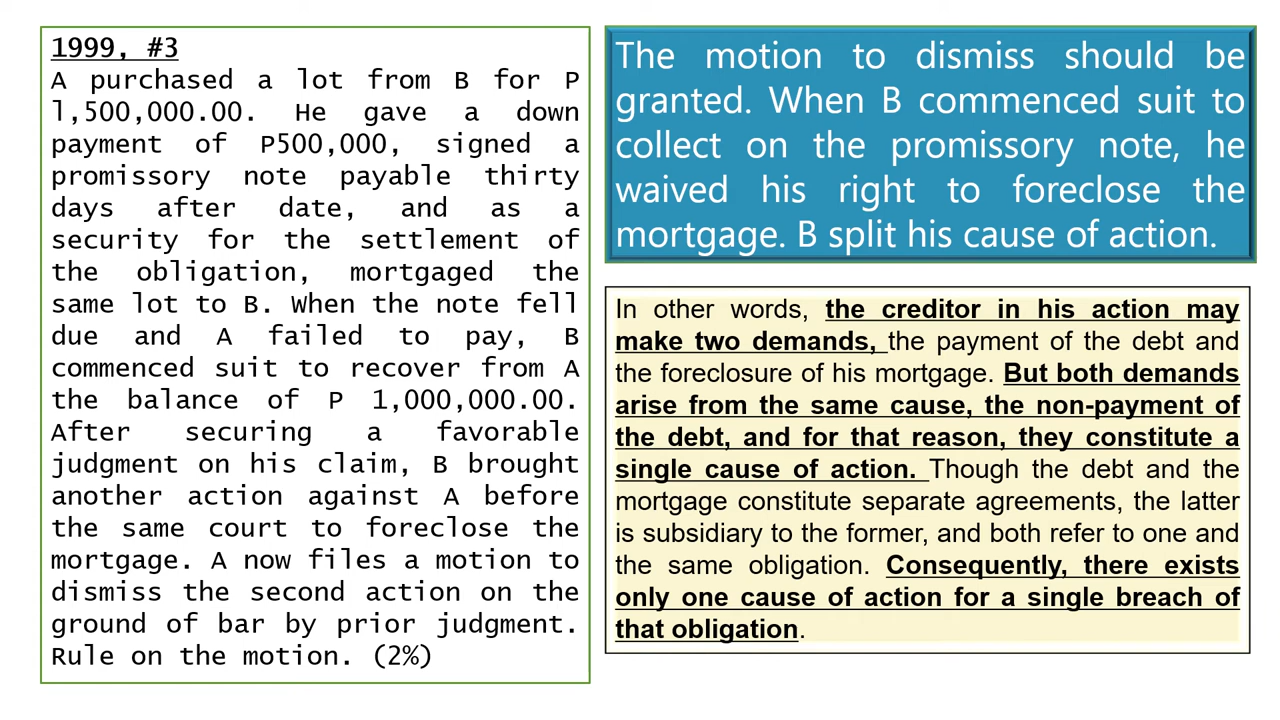 1999, #3
A purchased a lot from B for P
l,500,000.00. He gave a down
payment of P500,000, signed a
promissory note payable thirty
days after date, and as a
security for the settlement of
the obligation, mortgaged the
same lot to B. When the note fell
due and A failed to pay, B
commenced suit to recover from A
the balance of P 1,000,000.00.
After securing a favorable
judgment on his claim, B brought
another action against A before
the same court to foreclose the
mortgage. A now files a motion to
dismiss the second action on the
ground of bar by prior judgment.
Rule on the motion. (2%)
The motion to dismiss should be
granted. When B commenced suit to
collect on the promissory note, he
waived his right to foreclose the
mortgage. B split his cause of action.
In other words, the creditor in his action may
make two demands, the payment of the debt and
the foreclosure of his mortgage. But both demands
arise from the same cause, the non-payment of
the debt, and for that reason, they constitute a
single cause of action. Though the debt and the
mortgage constitute separate agreements, the latter
is subsidiary to the former, and both refer to one and
the same obligation. Consequently, there exists
only one cause of action for a single breach of
that obligation.